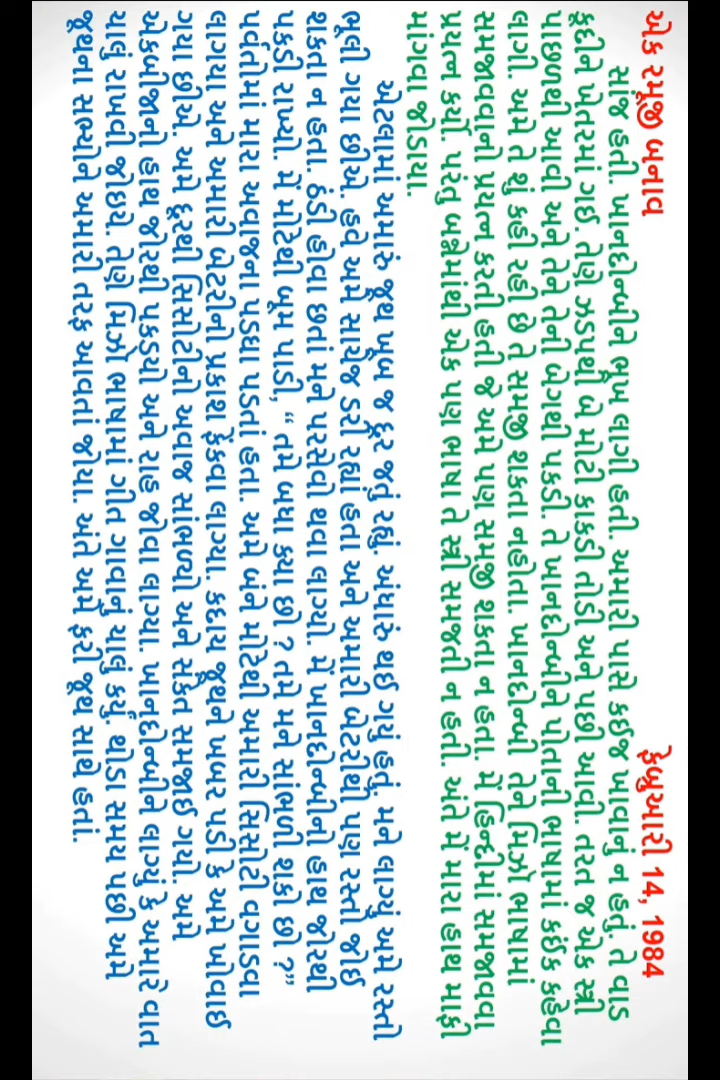 એક રમૂજી બનાવ ફેબ્રુઆરી 14, 1984
સાંજ હતી. ખાનદોન્બીને ભુખ લાગી હતી. અમારી પાસે કઈજ ખાવાનું ન હતું. તે વાડ
કૂદીને ખેતરમાં ગઈ. તેણે ઝડપથી બે મોટી કાકડી તોડી અને પછી આવી. તરત જ એક સ્ત્રી
પાછળથી આવી અને તેને તેની બેગથી પકડી. તે ખાનદોન્બીને પોતાની ભાષામાં કંઈક કહેવા
લાગી. અમે તે શું કહી રહી છે તે સમજી શકતા નહોતા. ખાનદોન્બી તેને મિઝો ભાષામાં
સમજાવવાનો પ્રયત્ન કરતી હતી જે અમે પણ સમજી શકતા ન હતા. મેં હિન્દીમાં સમજાવવા
પ્રયત્ન કર્યો. પરંતુ બન્નેમાંથી એક પણ ભાષા તે સ્ત્રી સમજતી ન હતી. અંતે મેં મારા હાથ માફી
માંગવા જોડાયા.
એટલામાં અમારું જૂથ ખૂબ જ દૂર જતું રહ્યું. અંધારું થઈ ગયું હતું. મને લાગ્યું અમે રસ્તો
ભુલી ગયા છીએ. હવે અમે સાચેજ ડરી રહ્યા હતા અને અમારી બેટરીથી પણ રસ્તો જોઈ
શકતા ન હતા. ઠંડી હોવા છતાં મને પરસેવો થવા લાગ્યો. મેં ખાનદોન્બીનો હાથ જોરથી
પકડી રાખ્યો. મેં મોટેથી બૂમ પાડી, “ તમે બધા ક્યા છો ? તમે મને સાંભળી શકો છો ?”
પર્વતોમાં મારા અવાજના પડઘા પડતાં હતા. અમે બંને મોટેથી અમારી સિસોટી વગાડવા
લાગયા અને અમારી બેટરીનો પ્રકાશ ફેંકવા લાગ્યા. કદાચ જૂથને ખબર પડી કે અમે ખોવાઈ
ગયા છીએ. અમે દૂરથી સિસોટીનો અવાજ સાભળ્યો અને સંકેત સમજાઈ ગયો. અમે
એકબીજાનો હાથ જોરથી પકડયો અને રાહ જોવા લાગ્યા. ખાનદોન્બીને લાગ્યું કે અમારે વાત
ચાલુ રાખવી જોઇએ. તેણે મિઝો ભાષામાં ગીત ગાવાનું ચાલું કર્યું. થોડા સમય પછી અમે
જૂથના સભ્યોને અમારી તરફ આવતાં જોયા. અંતે અમે ફરી જૂથ સાથે હતાં.